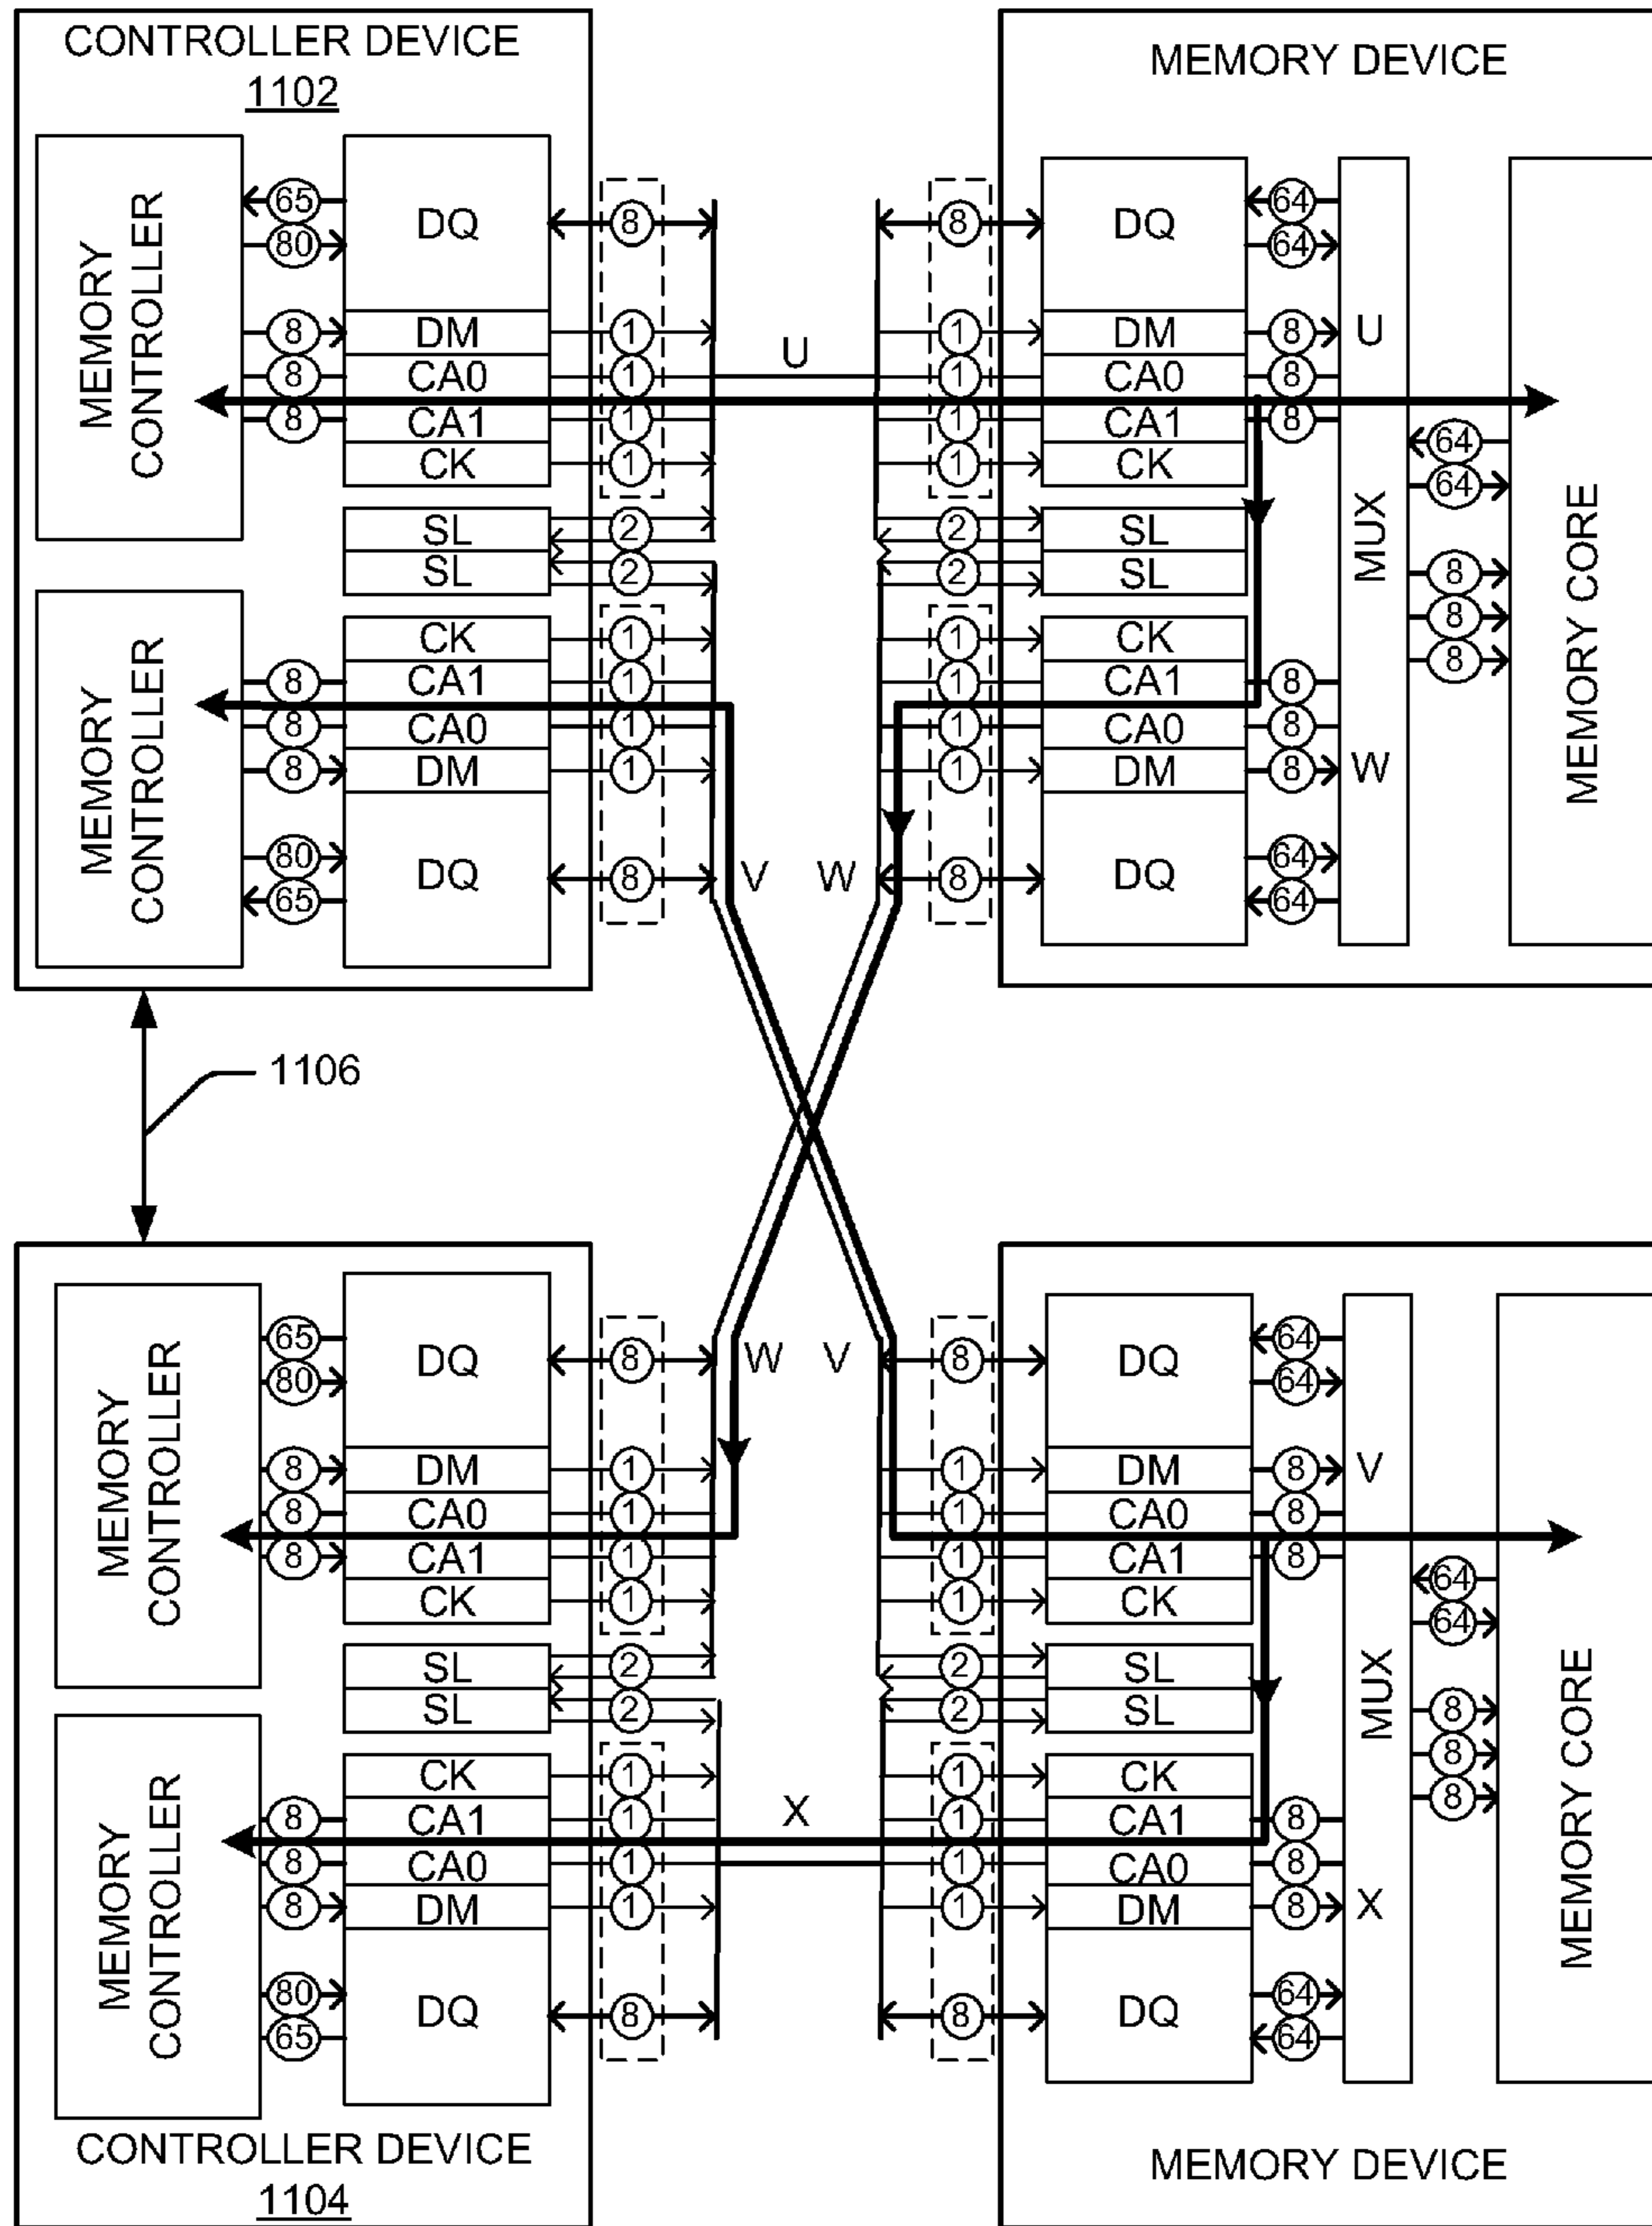 CONTROLLER DEVICE
1102
MEMORY DEVICE
MEMORY
CONTROLLER
65
80
DQ
8
8
DQ
64
64
8
DM
1
1
DM
8
U
8
CA0
1
U
1
CA0
8
8
CA1
1
1
CA1
8
CK
1
1
CK
64
64
SL
2
2
SL
SL
2
2
SL
MUX
8
8
8
MEMORY CORE
MEMORY
CONTROLLER
CK
1
1
CK
8
CA1
1
1
CA1
8
8
CA0
1
1
CA0
8
8
DM
1
1
DM
8
W
80
65
DQ
8
V
W
8
DQ
64
64
1106
MEMORY
CONTROLLER
65
80
DQ
8
W
V
8
DQ
64
64
8
DM
1
1
DM
8
V
8
CA0
1
1
CA0
8
8
CA1
1
1
CA1
8
CK
1
1
CK
64
64
SL
2
2
SL
SL
2
2
SL
MUX
8
8
8
MEMORY CORE
MEMORY
CONTROLLER
CK
1
1
CK
8
CA1
1
X
1
CA1
8
8
CA0
1
1
CA0
8
8
DM
1
1
DM
8
X
80
65
DQ
8
8
DQ
64
64
CONTROLLER DEVICE
1104
MEMORY DEVICE